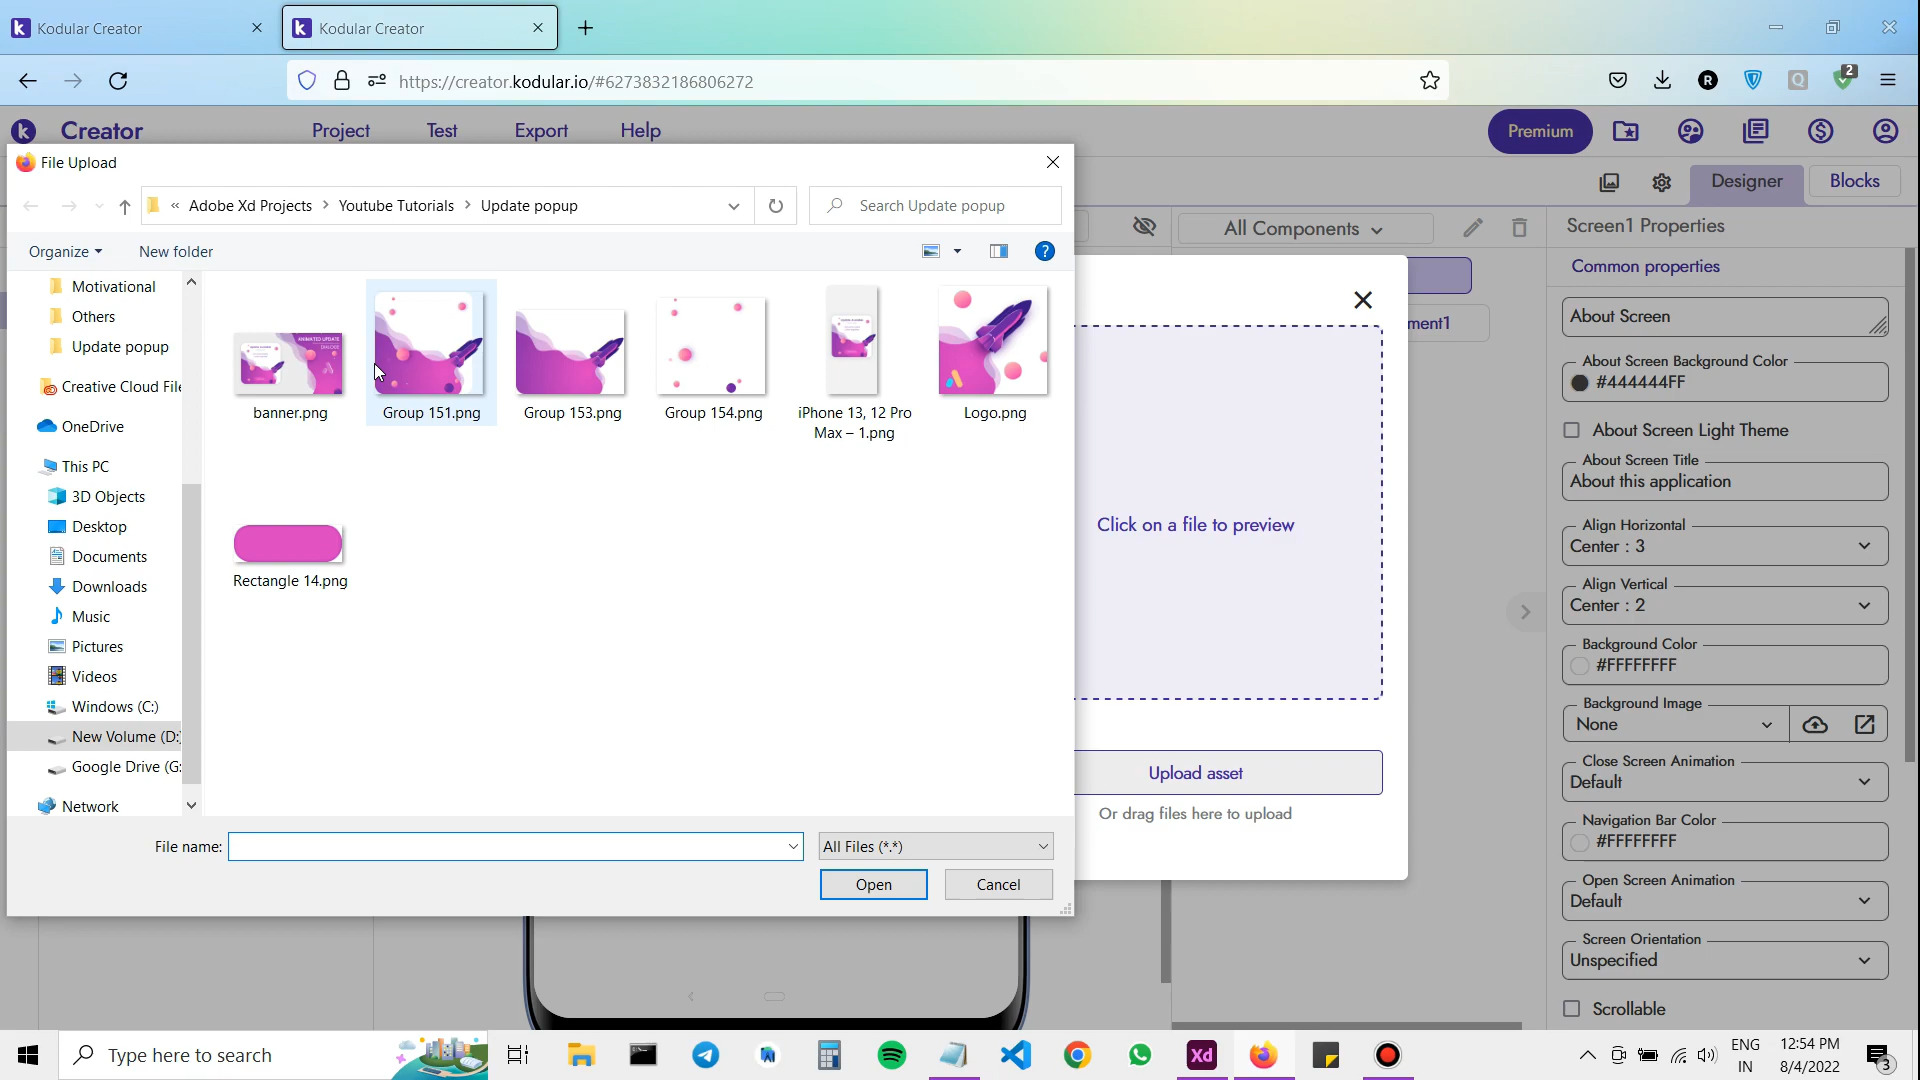 Kodular Creator
Kodular Creator
https://creator.kodular.io/#6273832186806272
R
Q
2
Creator
Project
Test
Export
Help
Premium
File Upload
« Adobe Xd Projects > Youtube Tutorials > Update popup
Search Update popup
Designer
Blocks
Organize
New folder
All Components
Screen1 Properties
Common properties
Motivational
Others
Update popup
Creative Cloud File
OneDrive
This PC
3D Objects
Desktop
Documents
Downloads
Music
Pictures
Videos
Windows (C:)
New Volume (D:)
Google Drive (G:
Network
banner.png
Group 151.png
Group 153.png
Group 154.png
iPhone 13, 12 Pro
Max – 1.png
Logo.png
Rectangle 14.png
ment1
Click on a file to preview
Upload asset
Or drag files here to upload
File name:
All Files (*.*)
Open
Cancel
About Screen
About Screen Background Color
#444444FF
About Screen Light Theme
About Screen Title
About this application
Align Horizontal
Center : 3
Align Vertical
Center : 2
Background Color
#FFFFFFFF
Background Image
None
Close Screen Animation
Default
Navigation Bar Color
#FFFFFFFF
Open Screen Animation
Default
Screen Orientation
Unspecified
Scrollable
Type here to search
Xd
ENG
IN
12:54 PM
8/4/2022
3